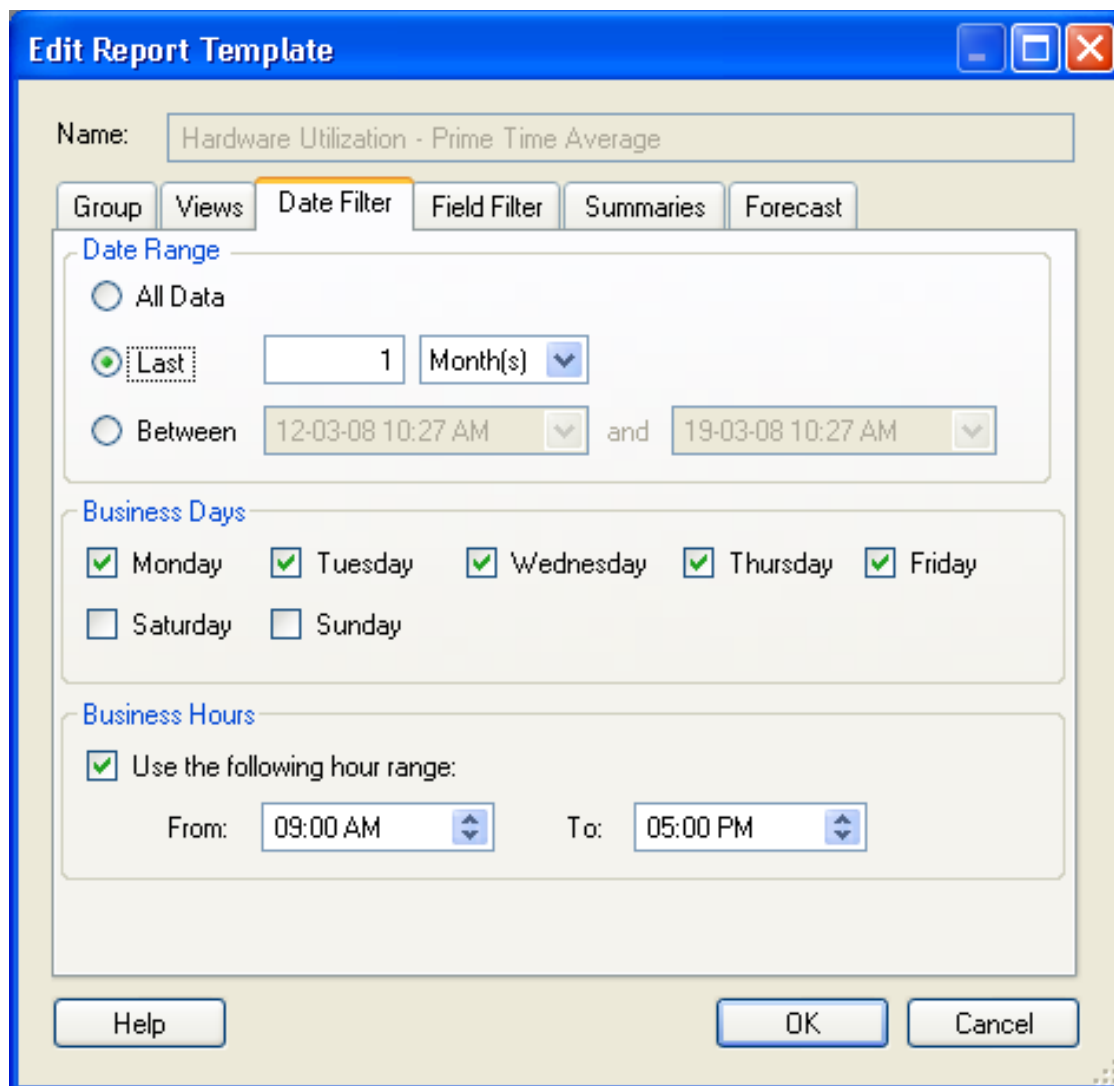 Edit Report Template
Name: Hardware Utilization - Prime Time Average
Group Views Date Filter Field Filter Summaries Forecast
Date Range
All Data
Last 1 Month(s)
Between 12-03-08 10:27 AM and 19-03-08 10:27 AM
Business Days
Monday Tuesday Wednesday Thursday Friday
Saturday Sunday
Business Hours
Use the following hour range:
From: 09:00 AM To: 05:00 PM
Help OK Cancel